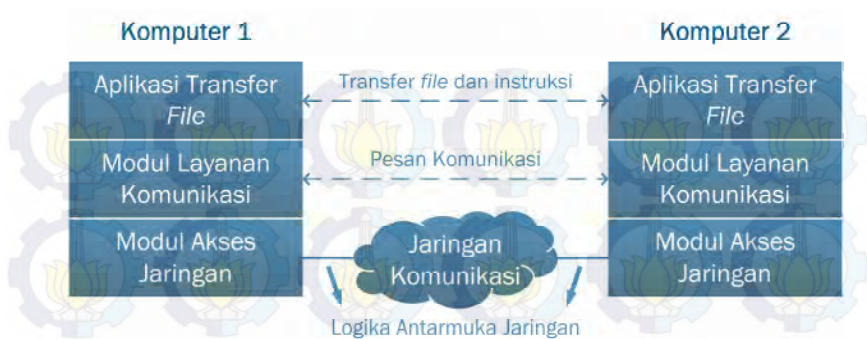 Komputer 1
Komputer 2
Aplikasi Transfer
File
Transfer file dan instruksi
Aplikasi Transfer
File
Modul Layanan
Komunikasi
Pesan Komunikasi
Modul Layanan
Komunikasi
Modul Akses
Jaringan
Jaringan
Komunikasi
Modul Akses
Jaringan
Logika Antarmuka Jaringan